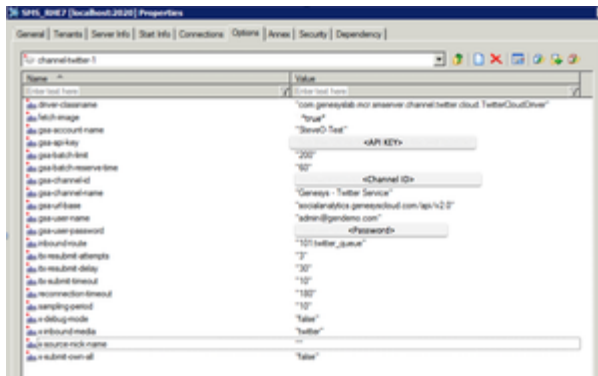 SMS_RHE7 [localhost:2020] Properties
General | Tenants | Server Info | Start Info | Connections | Options | Annex | Security | Dependency |
channel-twitter-1
Name Value
Enter text here Enter text here
driver-classname "com.genesyslab.mcr.smserver.channel.twitter.cloud.TwitterCloudDriver"
fetch-image "true"
gsa-account-name "SteveO Test"
gsa-api-key <API KEY>
gsa-batch-limit "200"
gsa-batch-reserve-time "60"
gsa-channel-id <Channel ID>
gsa-channel-name "Genesys - Twitter Service"
gsa-url-base "socialanalytics.genesyscloud.com/api/v2.0"
gsa-user-name "admin@gendemo.com"
gsa-user-password <Password>
inbound-route "101:twitter_queue"
itx-resubmit-attempts "3"
itx-resubmit-delay "30"
itx-submit-timeout "10"
reconnection-timeout "180"
sampling-period "10"
x-debug-mode "false"
x-inbound-media "twitter"
x-source-nick-name ""
x-submit-own-all "false"